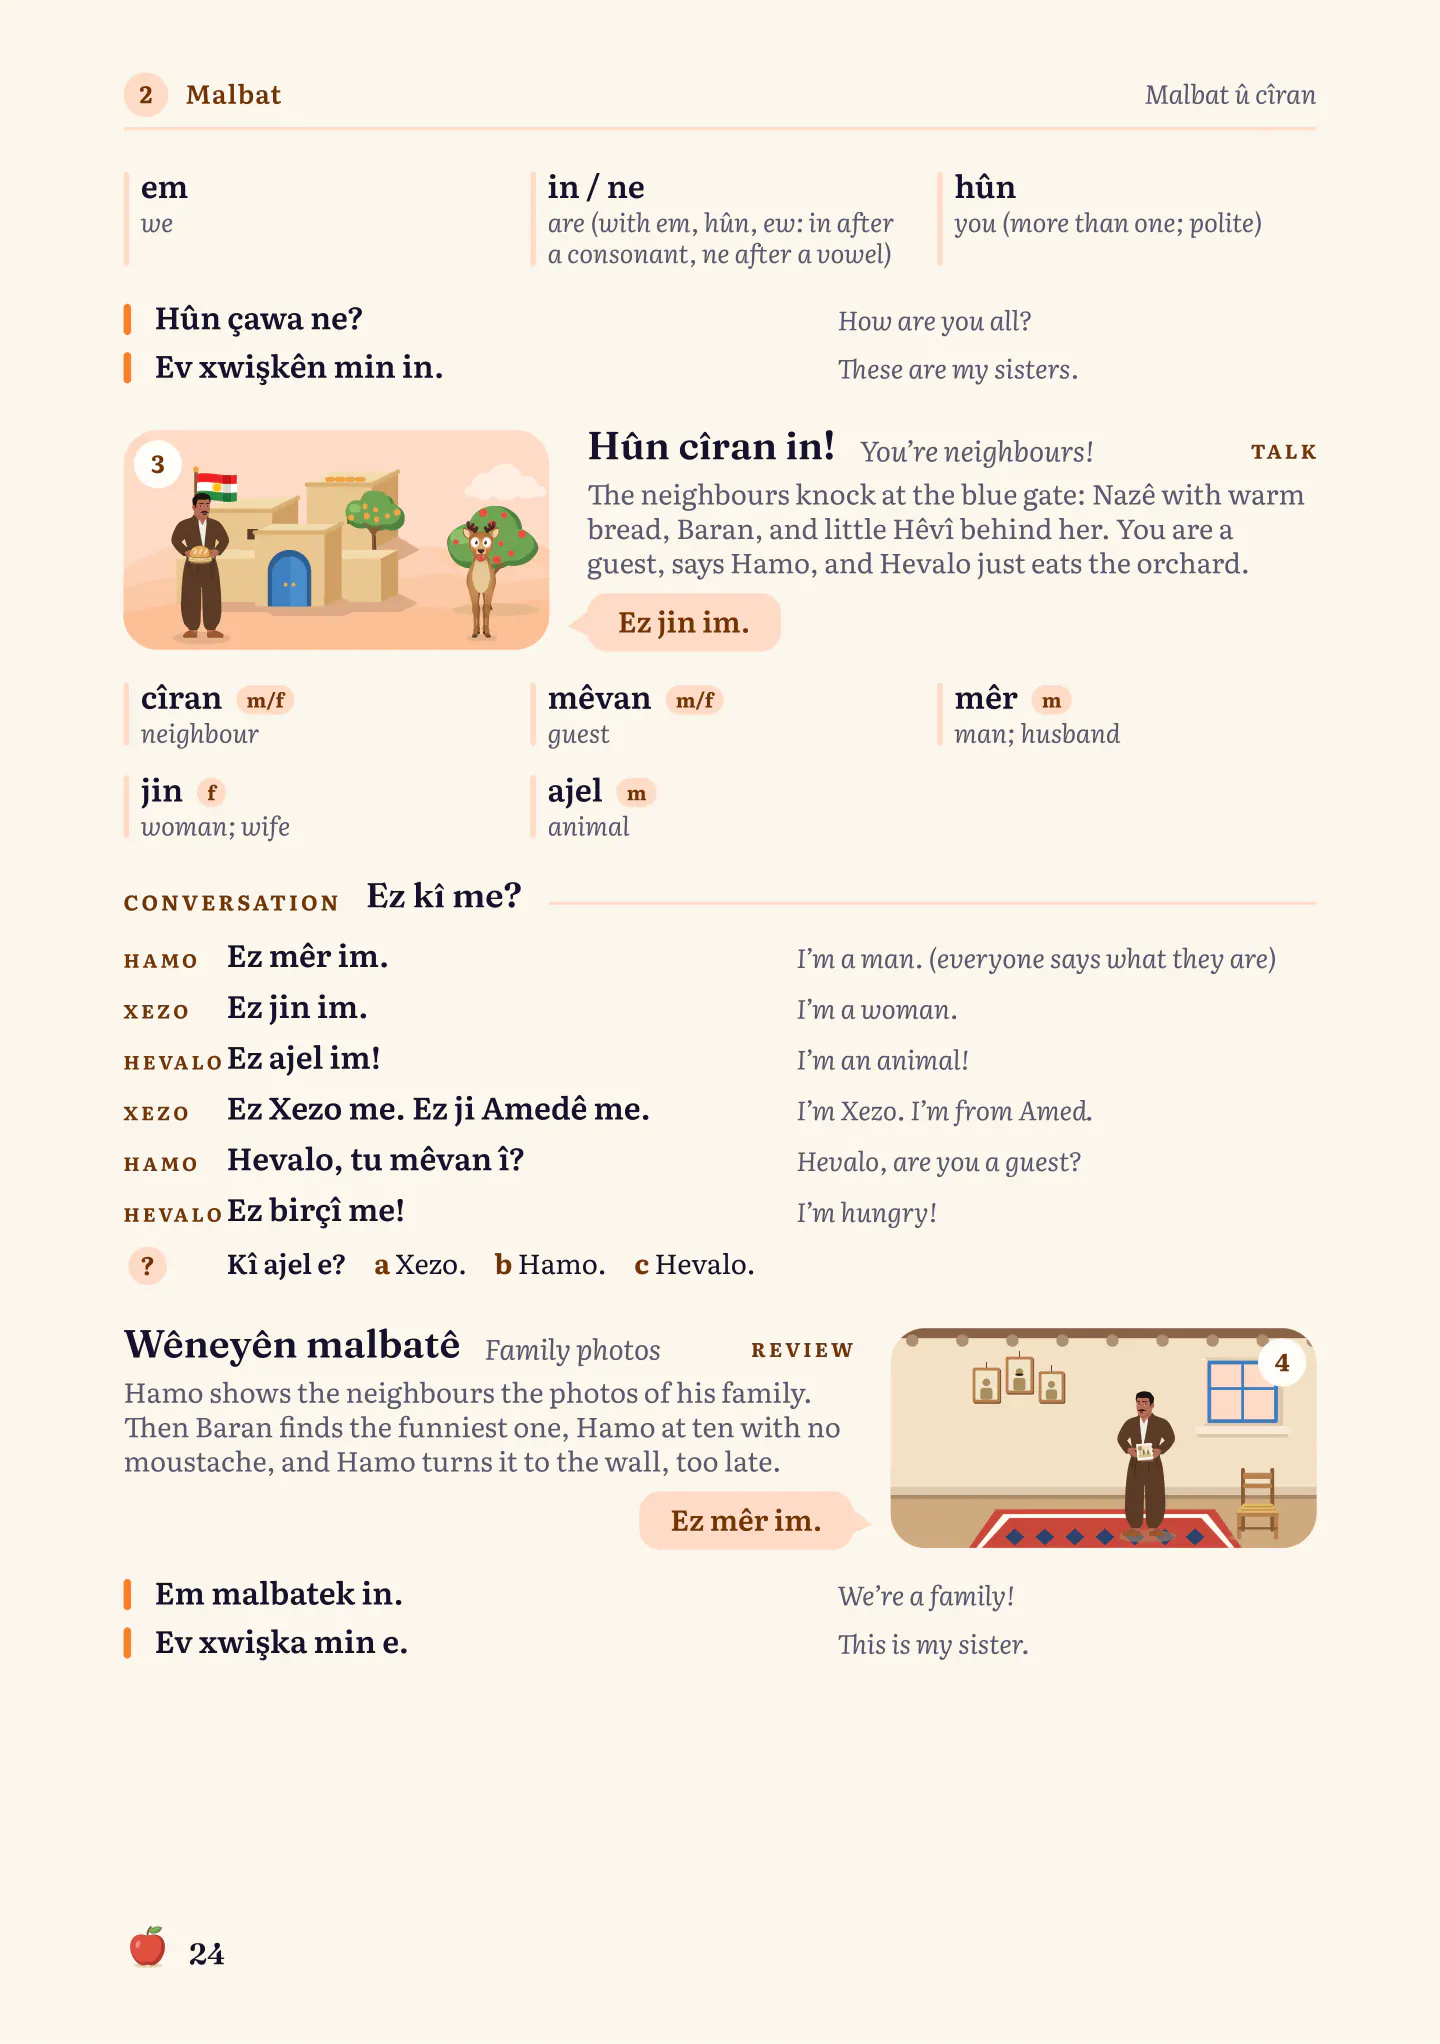 2 Malbat
Malbat û cîran
em
we
in / ne
are (with em, hûn, ew: in after
a consonant, ne after a vowel)
hûn
you (more than one; polite)
Hûn çawa ne?
How are you all?
Ev xwişkên min in.
These are my sisters.
3
Hûn cîran in! You’re neighbours! TALK
The neighbours knock at the blue gate: Nazê with warm
bread, Baran, and little Hêvî behind her. You are a
guest, says Hamo, and Hevalo just eats the orchard.
Ez jin im.
cîran m/f
neighbour
mêvan m/f
guest
mêr m
man; husband
jin f
woman; wife
ajel m
animal
CONVERSATION Ez kî me?
HAMO Ez mêr im. I’m a man. (everyone says what they are)
XEZO Ez jin im. I’m a woman.
HEVALO Ez ajel im! I’m an animal!
XEZO Ez Xezo me. Ez ji Amedê me. I’m Xezo. I’m from Amed.
HAMO Hevalo, tu mêvan î? Hevalo, are you a guest?
HEVALO Ez birçî me! I’m hungry!
? Kî ajel e? a Xezo. b Hamo. c Hevalo.
Wêneyên malbatê Family photos REVIEW
Hamo shows the neighbours the photos of his family.
Then Baran finds the funniest one, Hamo at ten with no
moustache, and Hamo turns it to the wall, too late.
Ez mêr im.
4
Em malbatek in. We’re a family!
Ev xwişka min e. This is my sister.
24